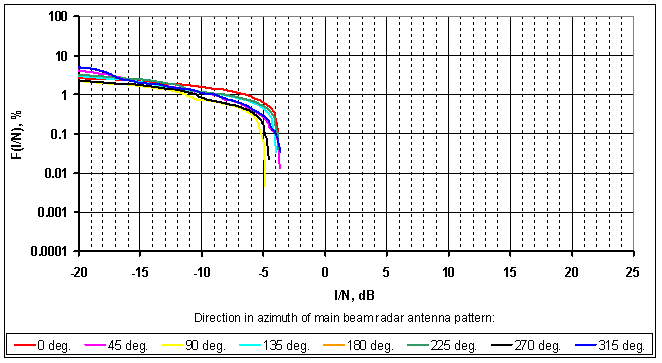 100
10
1
0.1
0.01
0.001
0.0001
F(I/N), %
-20 -15 -10 -5 0 5 10 15 20 25
I/N, dB
Direction in azimuth of main beam radar antenna pattern:
0 deg. 45 deg. 90 deg. 135 deg. 180 deg. 225 deg. 270 deg. 315 deg.